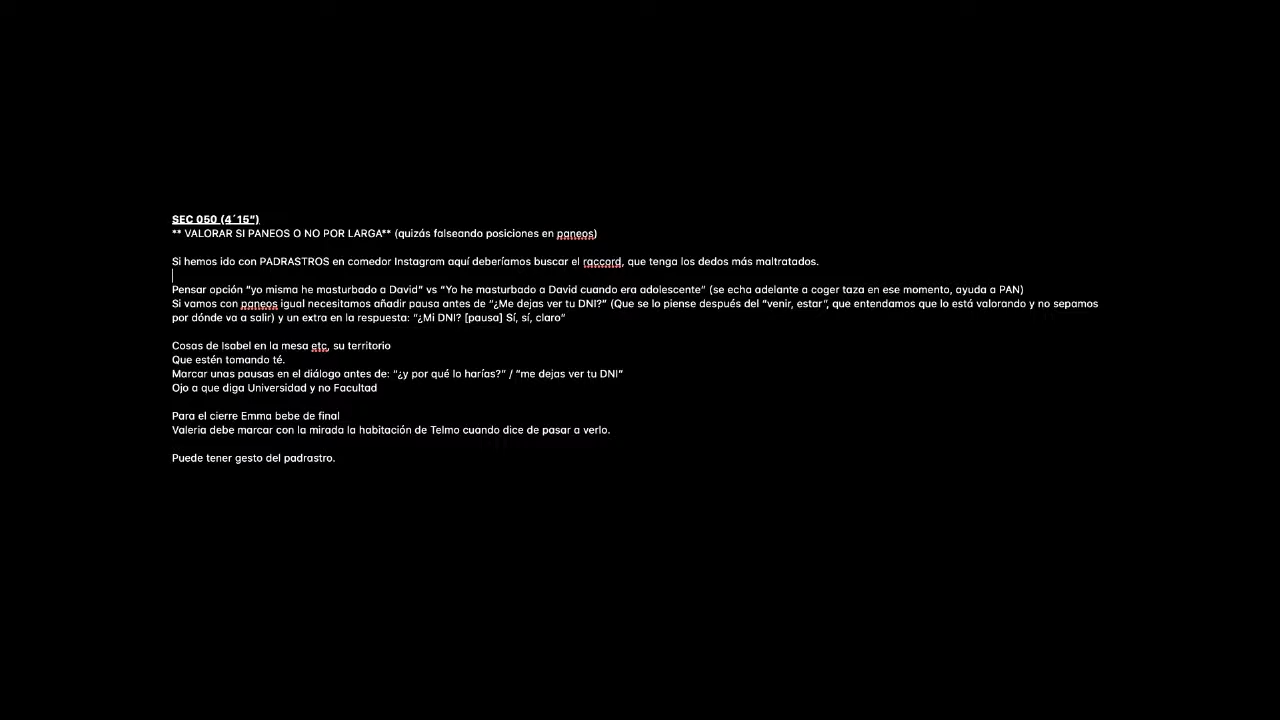 SEC 050 (4´15”)
** VALORAR SI PANEOS O NO POR LARGA** (quizás falseando posiciones en paneos)
Si hemos ido con PADRASTROS en comedor Instagram aquí deberíamos buscar el raccord, que tenga los dedos más maltratados.
Pensar opción “yo misma he masturbado a David” vs “Yo he masturbado a David cuando era adolescente” (se echa adelante a coger taza en ese momento, ayuda a PAN)
Si vamos con paneos igual necesitamos añadir pausa antes de “¿Me dejas ver tu DNI?” (Que se lo piense después del “venir, estar”, que entendamos que lo está valorando y no sepamos
por dónde va a salir) y un extra en la respuesta: “¿Mi DNI? [pausa] Sí, sí, claro”
Cosas de Isabel en la mesa etc, su territorio
Que estén tomando té.
Marcar unas pausas en el diálogo antes de: “¿y por qué lo harías?” / “me dejas ver tu DNI”
Ojo a que diga Universidad y no Facultad
Para el cierre Emma bebe de final
Valeria debe marcar con la mirada la habitación de Telmo cuando dice de pasar a verlo.
Puede tener gesto del padrastro.